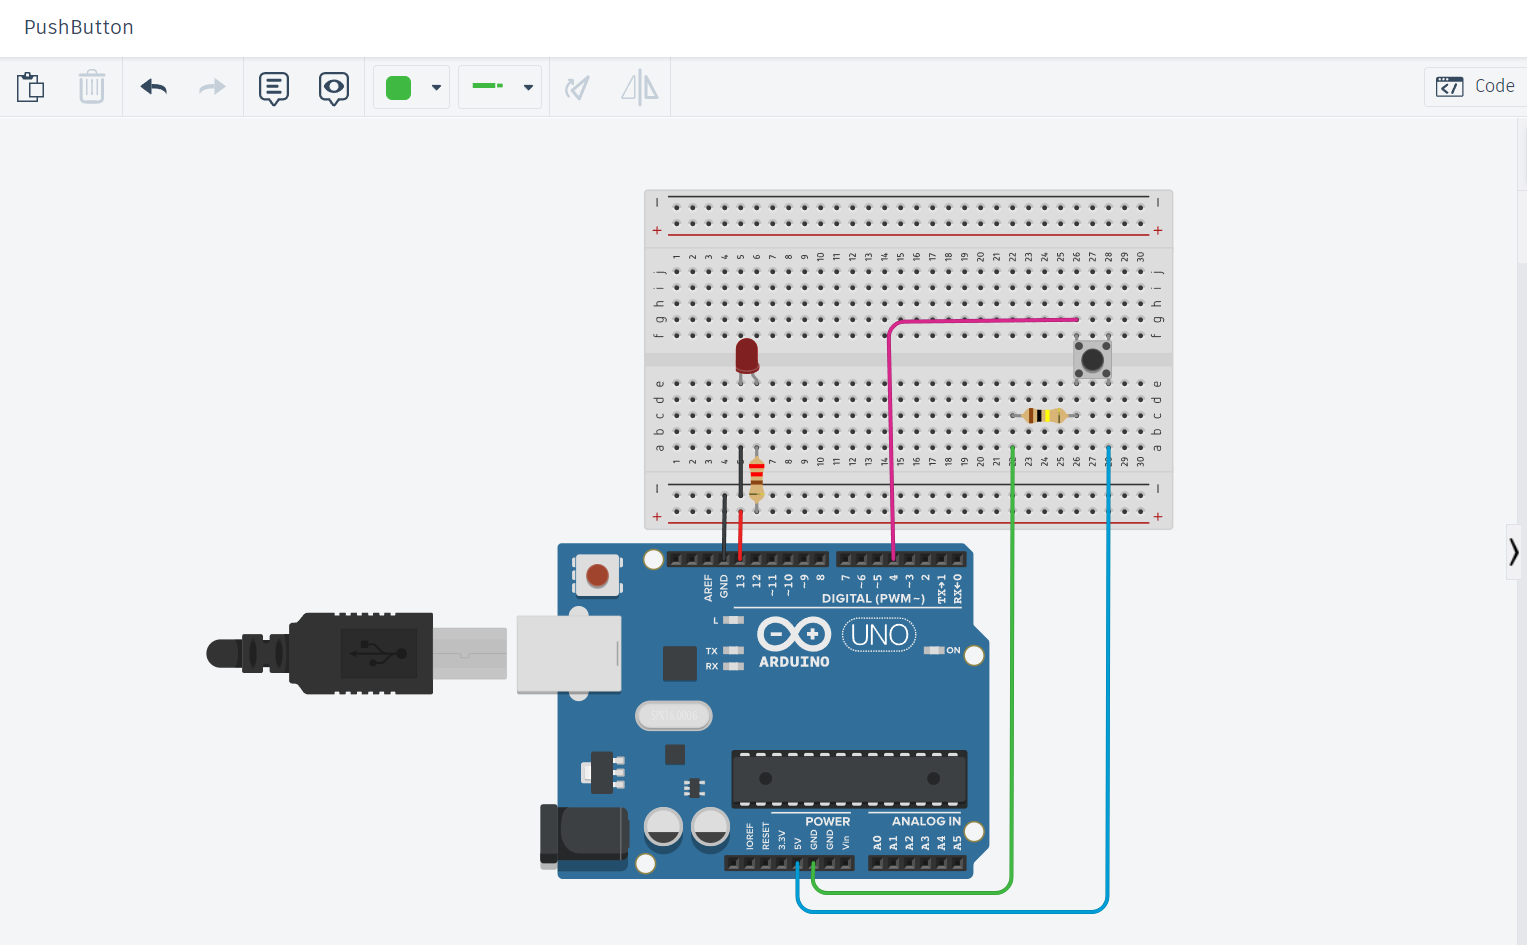 PushButton
Code
1 2 3 4 5 6 7 8 9 10 11 12 13 14 15 16 17 18 19 20 21 22 23 24 25 26 27 28 29 30
j j
i i
h h
g g
f f
e e
d d
c c
b b
a a
1 2 3 4 5 6 7 8 9 10 11 12 13 14 15 16 17 18 19 20 21 22 23 24 25 26 27 28 29 30
AREF GND 13 12 ~11 ~10 ~9 8 7 ~6 ~5 4 ~3 2 TX→1 RX←0
DIGITAL (PWM~)
L
TX
RX
ARDUINO
UNO
ON
SPK16.0000
POWER ANALOG IN
IOREF RESET 3.3V 5V GND GND Vin A0 A1 A2 A3 A4 A5